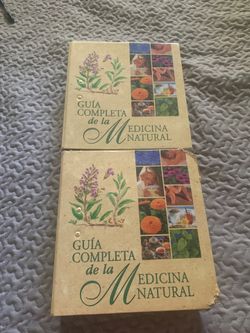 GUÍA
COMPLETA
de la
MEDICINA
NATURAL
GUÍA
COMPLETA
de la
MEDICINA
NATURAL